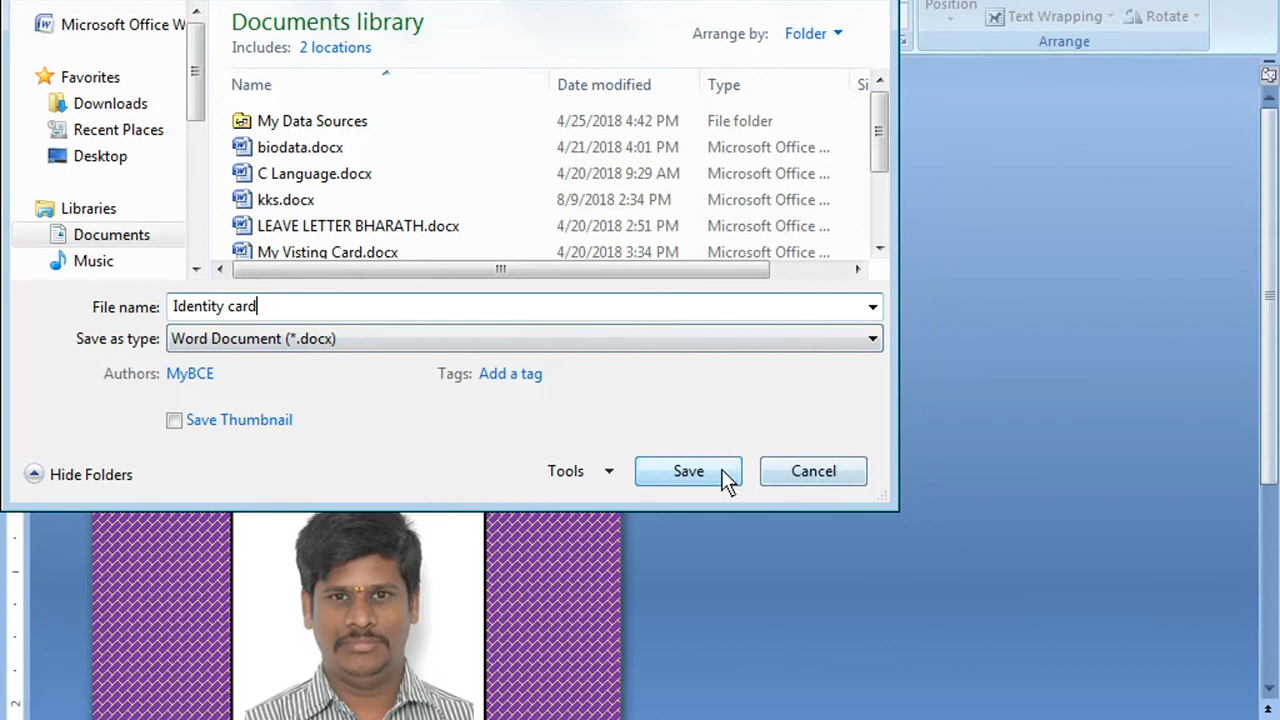 Position
Text Wrapping
Rotate
Arrange
Microsoft Office W
Documents library
Includes: 2 locations
Arrange by: Folder
Favorites
Downloads
Recent Places
Desktop
Libraries
Documents
Music
Name Date modified Type Si
My Data Sources 4/25/2018 4:42 PM File folder
biodata.docx 4/21/2018 4:01 PM Microsoft Office ...
C Language.docx 4/20/2018 9:29 AM Microsoft Office ...
kks.docx 8/9/2018 2:34 PM Microsoft Office ...
LEAVE LETTER BHARATH.docx 4/20/2018 2:51 PM Microsoft Office ...
My Visting Card.docx 4/20/2018 3:34 PM Microsoft Office ...
File name: Identity card
Save as type: Word Document (*.docx)
Authors: MyBCE Tags: Add a tag
Save Thumbnail
Hide Folders Tools Save Cancel
2